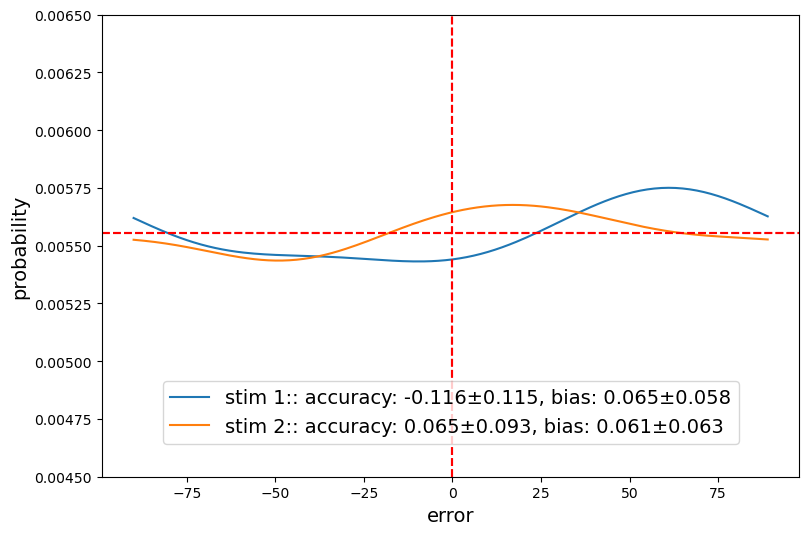 0.00650
0.00625
0.00600
0.00575
0.00550
0.00525
0.00500
0.00475
0.00450
probability
stim 1:: accuracy: -0.116±0.115, bias: 0.065±0.058
stim 2:: accuracy: 0.065±0.093, bias: 0.061±0.063
−75 −50 −25 0 25 50 75
error